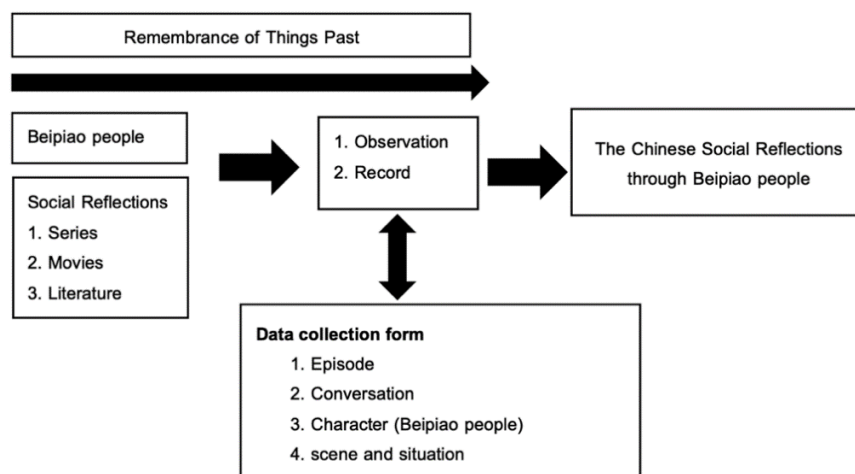 Remembrance of Things Past
Beipiao people
Social Reflections
1. Series
2. Movies
3. Literature
1. Observation
2. Record
The Chinese Social Reflections
through Beipiao people
Data collection form
1. Episode
2. Conversation
3. Character (Beipiao people)
4. scene and situation